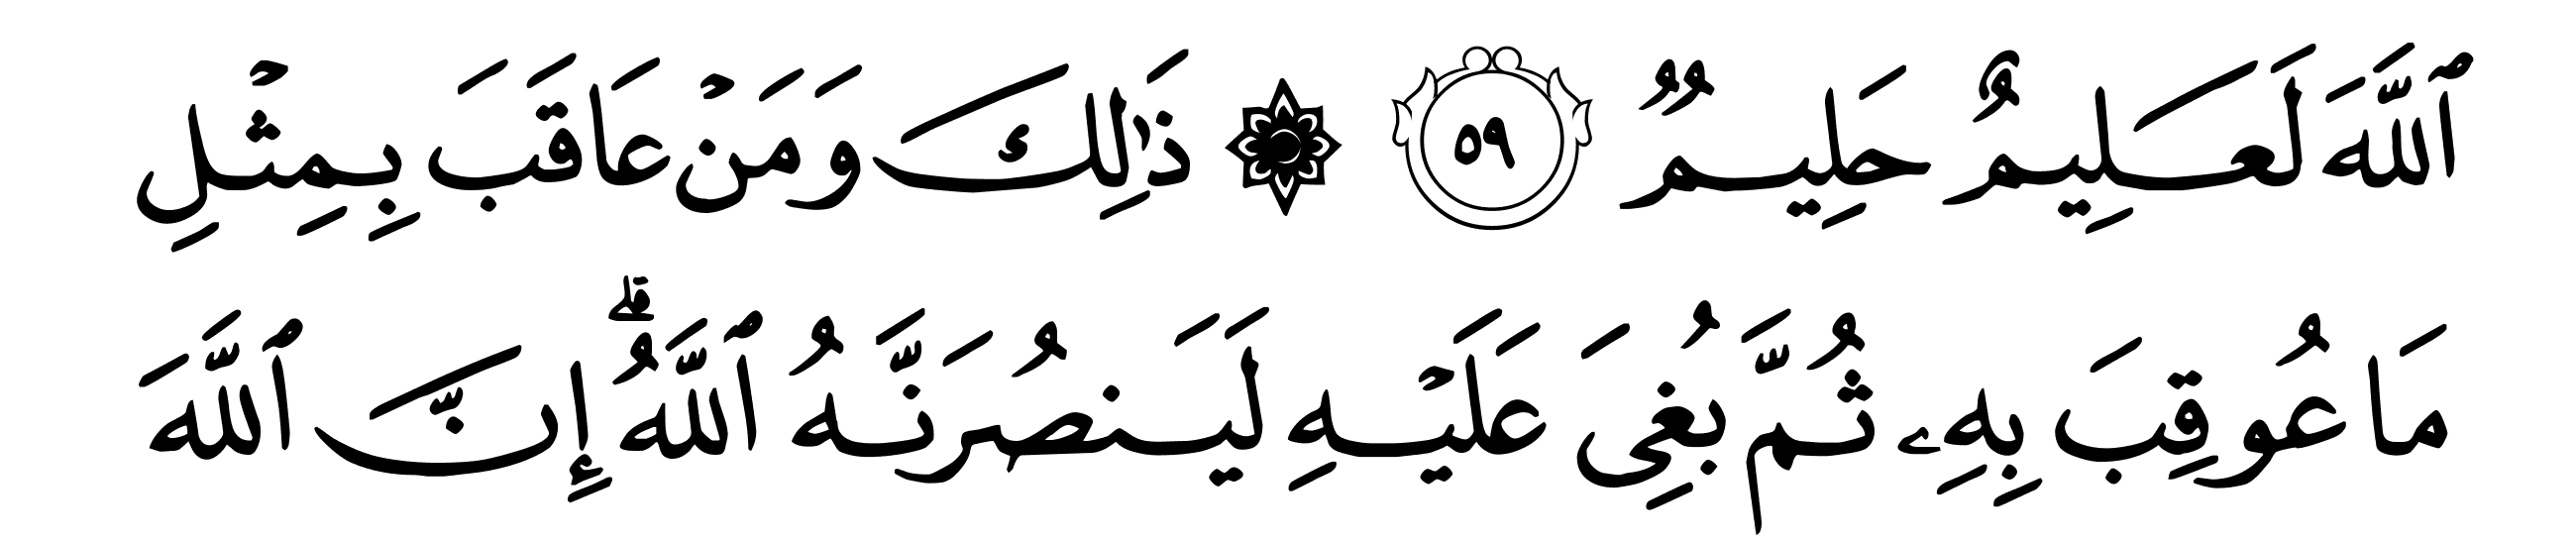 ٱللَّهَ لَعَلِيمٌ حَلِيمٌ ٥٩ ۞ ذَٰلِكَ وَمَنْ عَاقَبَ بِمِثْلِ
مَا عُوقِبَ بِهِۦ ثُمَّ بُغِىَ عَلَيْهِ لَيَنصُرَنَّهُ ٱللَّهُ ۗ إِنَّ ٱللَّهَ